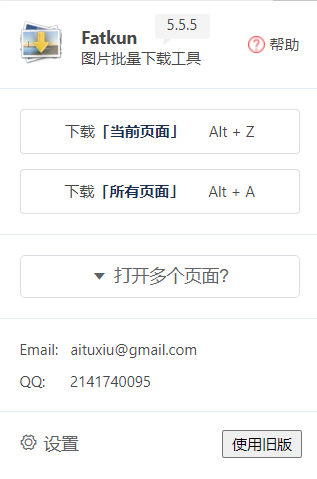 5.5.5
Fatkun
图片批量下载工具
帮助
下载「当前页面」 Alt + Z
下载「所有页面」 Alt + A
打开多个页面?
Email: aituxiu@gmail.com
QQ: 2141740095
设置
使用旧版